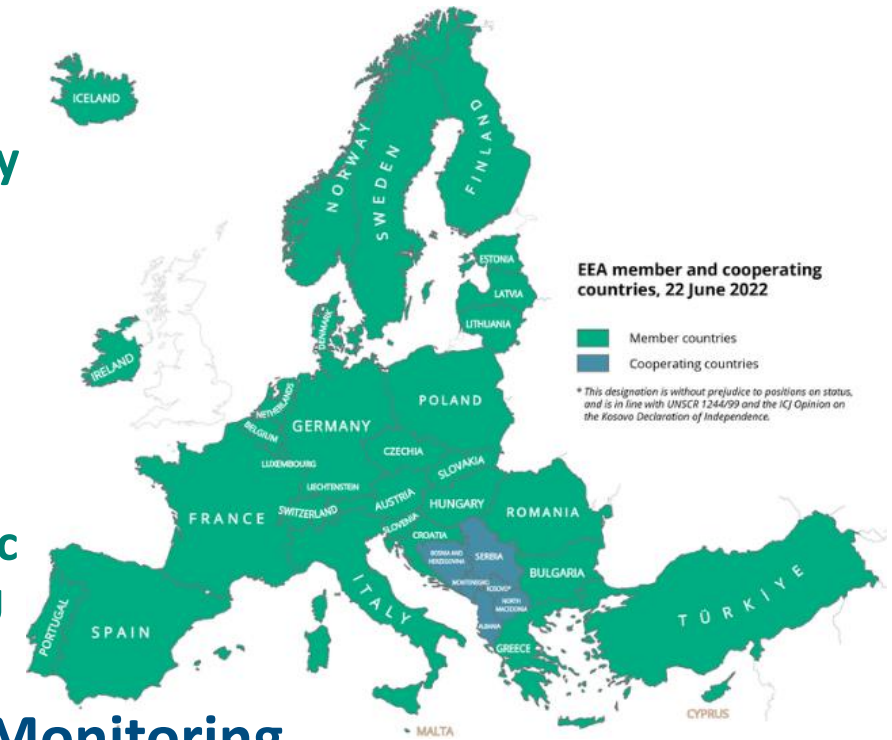 ICELAND
y
NORWAY
SWEDEN
FINLAND
ESTONIA
LATVIA
LITHUANIA
EEA member and cooperating
countries, 22 June 2022
Member countries
Cooperating countries
* This designation is without prejudice to positions on status,
and is in line with UNSCR 1244/99 and the ICJ Opinion on
the Kosovo Declaration of Independence.
DENMARK
IRELAND
NETHERLANDS
BELGIUM
GERMANY
POLAND
LUXEMBOURG
CZECHIA
SLOVAKIA
LIECHTENSTEIN
AUSTRIA
HUNGARY
FRANCE
SWITZERLAND
SLOVENIA
ROMANIA
CROATIA
c
BOSNIA AND
HERZEGOVINA
SERBIA
BULGARIA
MONTENEGRO
KOSOVO*
NORTH
MACEDONIA
ALBANIA
ITALY
TÜRKİYE
PORTUGAL
SPAIN
GREECE
MALTA
CYPRUS
Monitoring